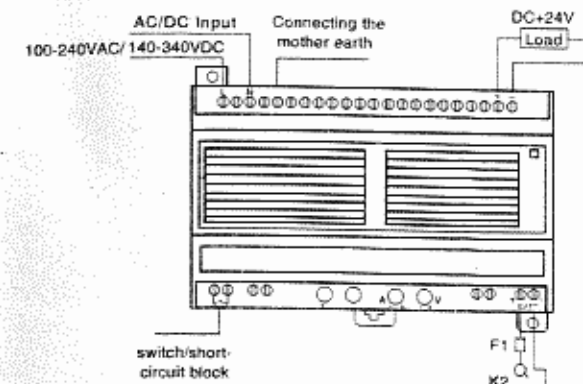 AC/DC Input
Connecting the
mother earth
DC+24V
100-240VAC/140-340VDC
Load
L
N
A
V
F1
K2
switch/short-
circuit block